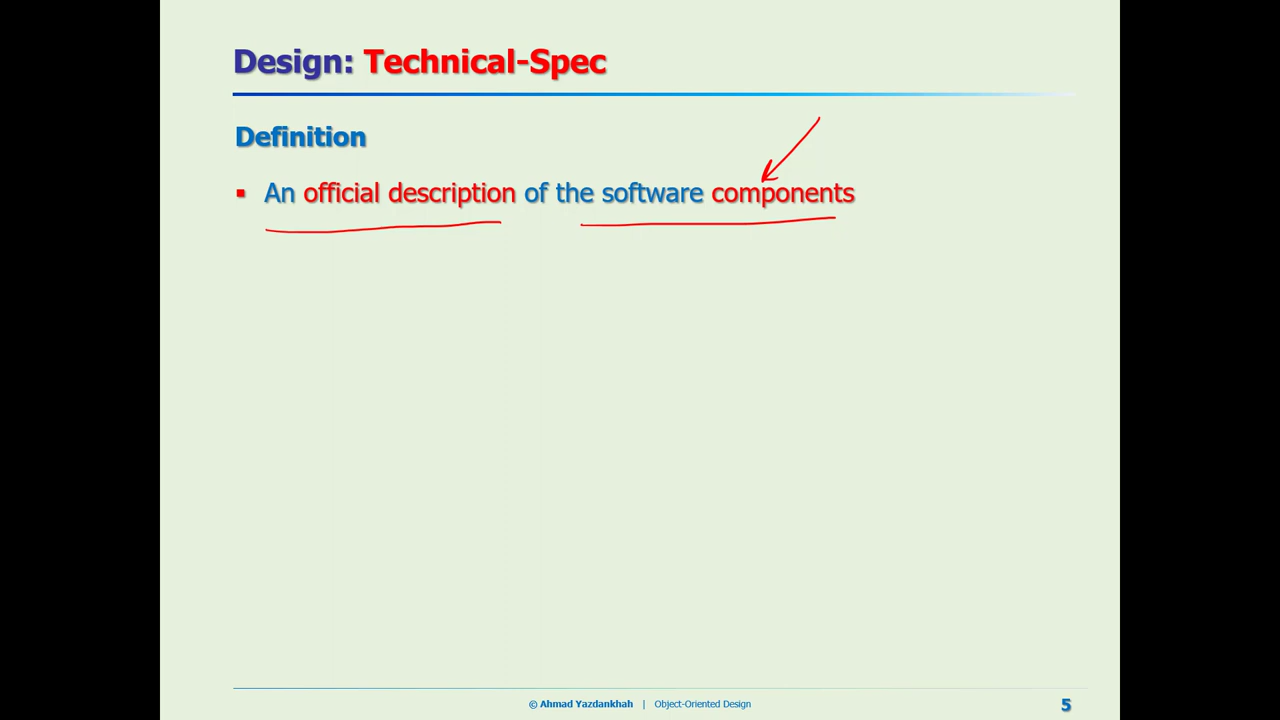 Design: Technical-Spec
Definition
▪ An official description of the software components
© Ahmad Yazdankhah | Object-Oriented Design
5